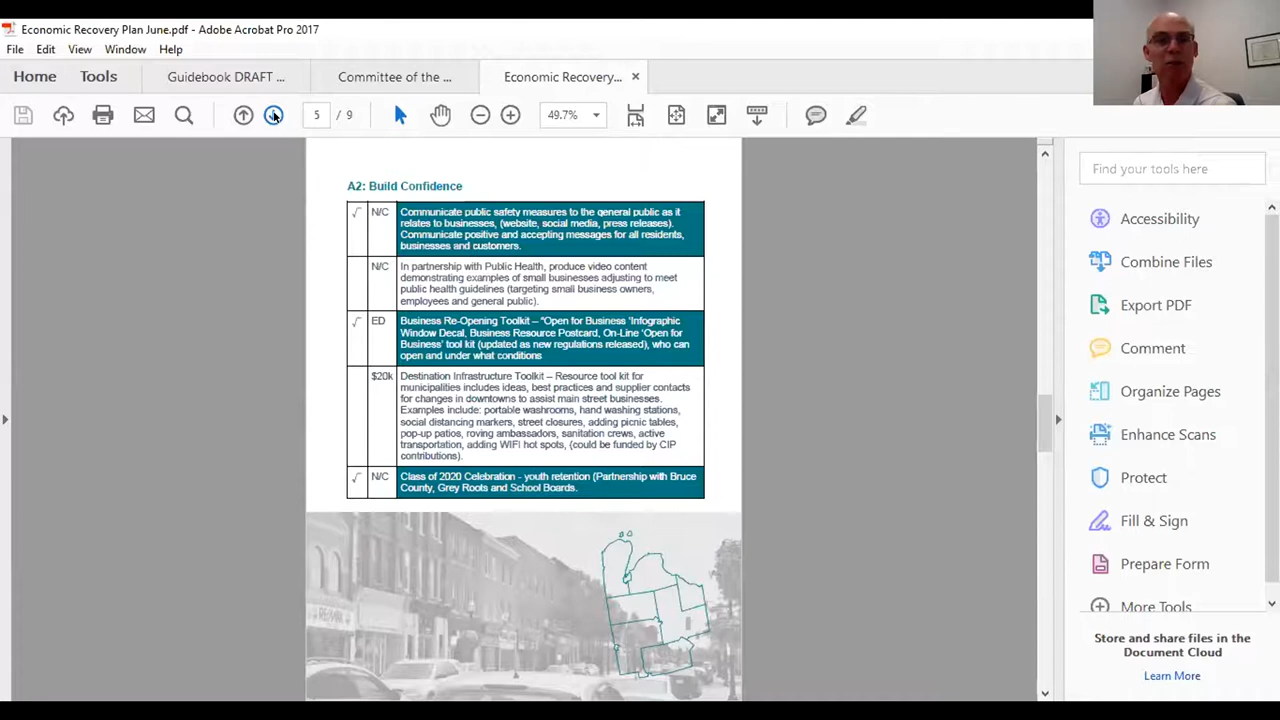 Economic Recovery Plan June.pdf - Adobe Acrobat Pro 2017
File Edit View Window Help
Home Tools Guidebook DRAFT ... Committee of the ... Economic Recovery... ×
5 / 9 49.7%
A2: Build Confidence
√ N/C Communicate public safety measures to the general public as it
relates to businesses, (website, social media, press releases).
Communicate positive and accepting messages for all residents,
businesses and customers.
N/C In partnership with Public Health, produce video content
demonstrating examples of small businesses adjusting to meet
public health guidelines (targeting small business owners,
employees and general public).
√ ED Business Re-Opening Toolkit – "Open for Business 'Infographic
Window Decal, Business Resource Postcard, On-Line 'Open for
Business' tool kit (updated as new regulations released), who can
open and under what conditions
$20k Destination Infrastructure Toolkit – Resource tool kit for
municipalities includes ideas, best practices and supplier contacts
for changes in downtowns to assist main street businesses.
Examples include: portable washrooms, hand washing stations,
social distancing markers, street closures, adding picnic tables,
pop-up patios, roving ambassadors, sanitation crews, active
transportation, adding WIFI hot spots, (could be funded by CIP
contributions).
√ N/C Class of 2020 Celebration - youth retention (Partnership with Bruce
County, Grey Roots and School Boards.
Find your tools here
Accessibility
Combine Files
Export PDF
Comment
Organize Pages
Enhance Scans
Protect
Fill & Sign
Prepare Form
More Tools
Store and share files in the
Document Cloud
Learn More